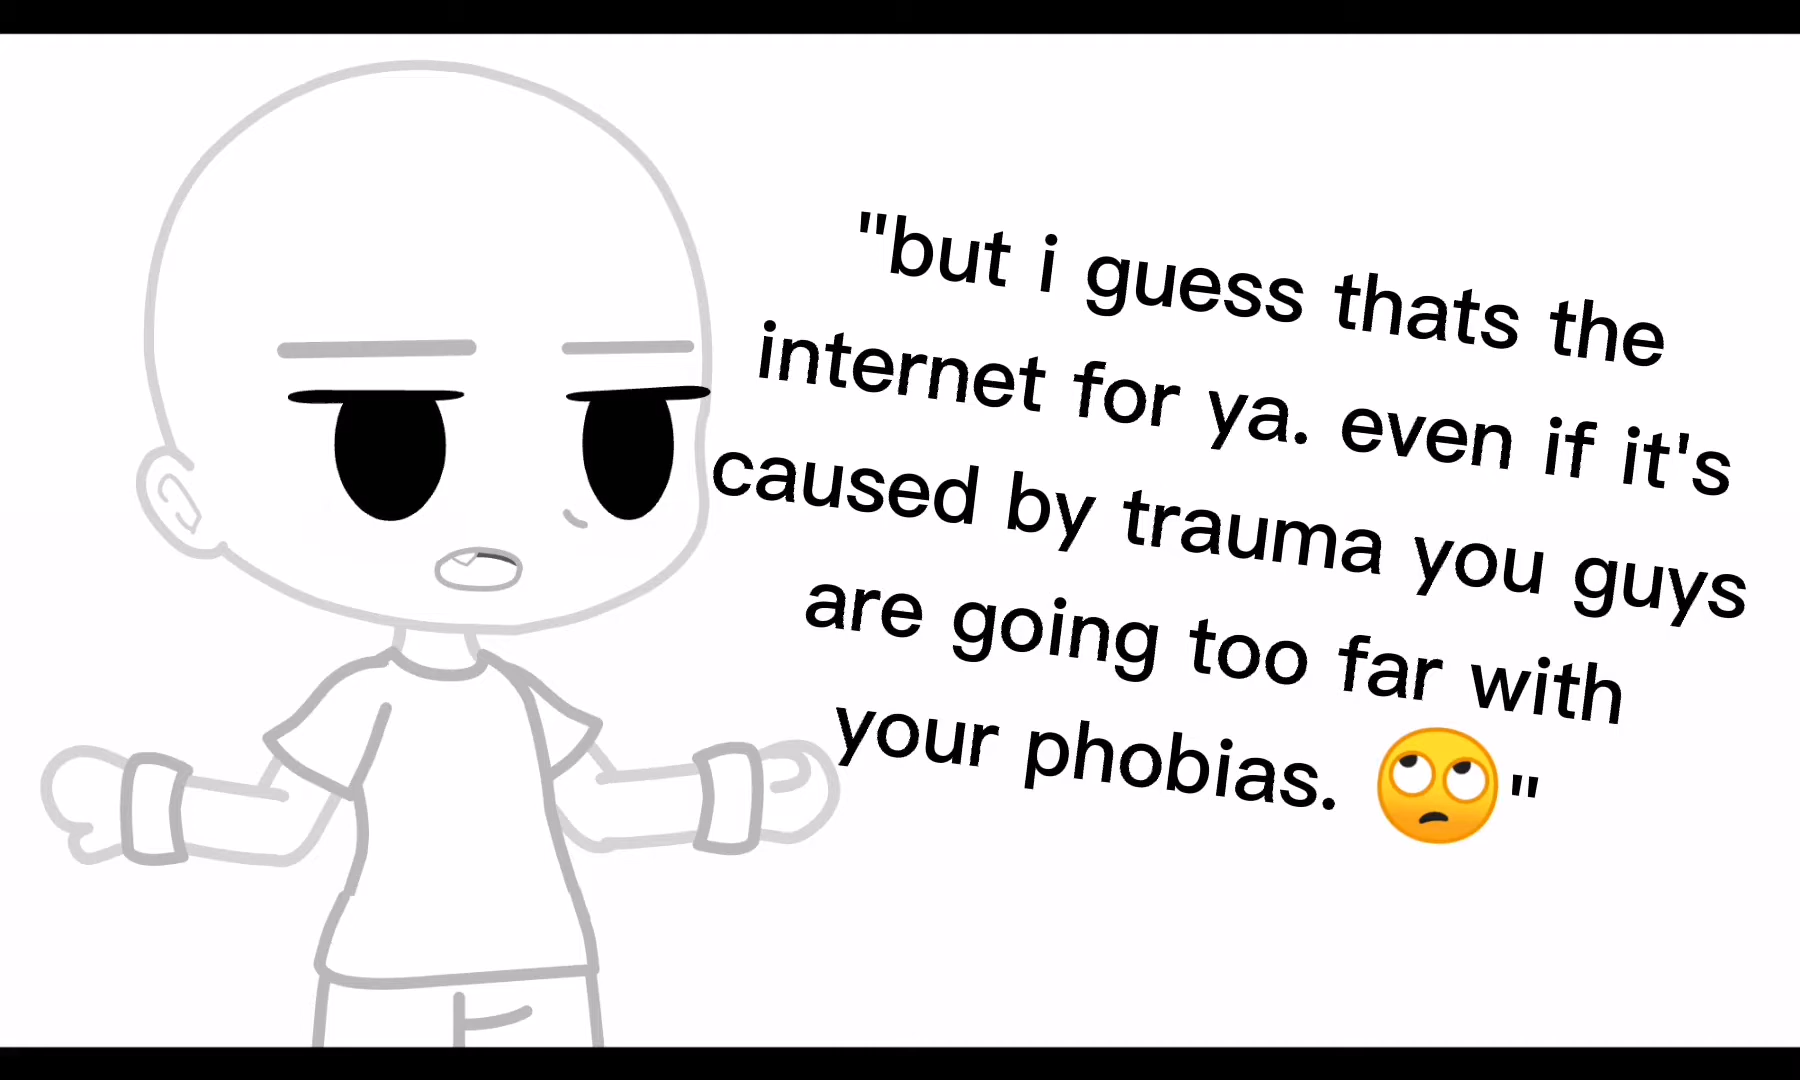 "but i guess thats the
internet for ya. even if it's
caused by trauma you guys
are going too far with
your phobias. 🙄"